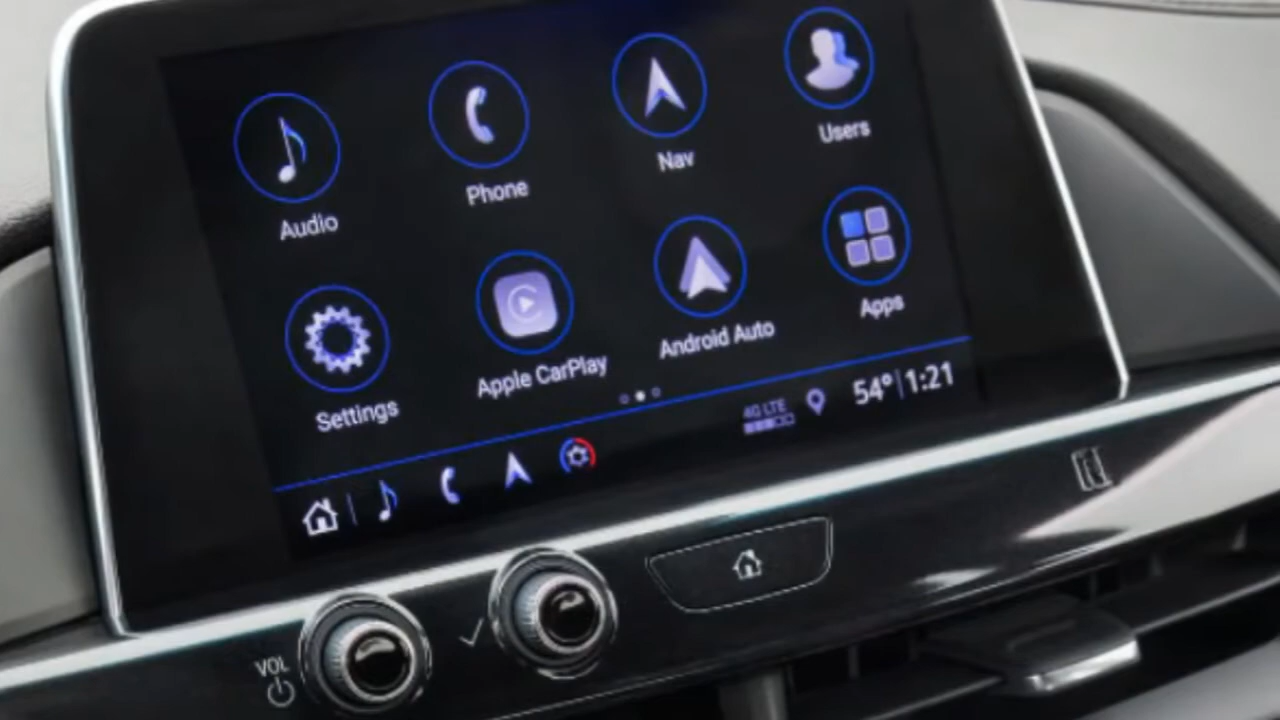 Audio
Phone
Nav
Users
Settings
Apple CarPlay
Android Auto
Apps
4G LTE
54° 1:21
VOL